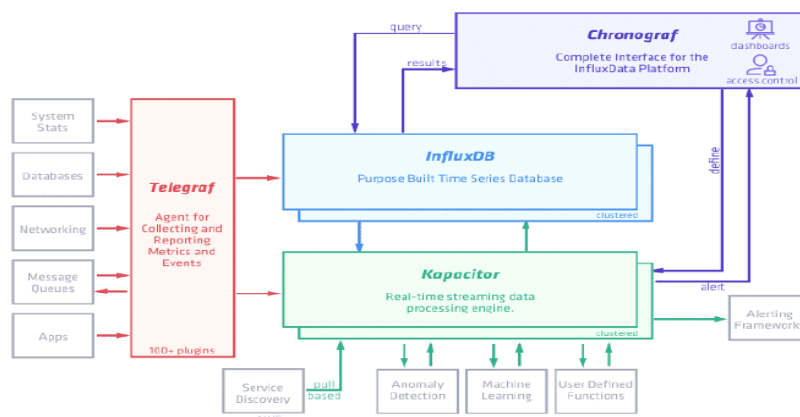 query
Chronograf
dashboards
results
Complete Interface for the
InfluxData Platform
access control
System
Stats
Databases
Networking
Message
Queues
Apps
Telegraf
Agent for
Collecting and
Reporting
Metrics and
Events
100+ plugins
InfluxDB
Purpose Built Time Series Database
clustered
define
Kapacitor
Real-time streaming data
processing engine.
clustered
alert
Alerting
Framework
Service
Discovery
pull
based
Anomaly
Detection
Machine
Learning
User Defined
Functions